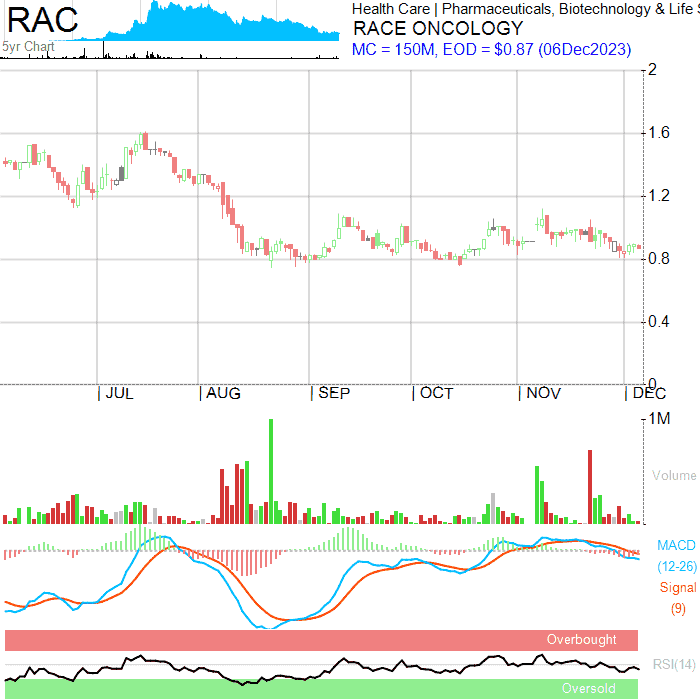 RAC
5yr Chart
Health Care | Pharmaceuticals, Biotechnology & Life S
RACE ONCOLOGY
MC = 150M, EOD = $0.87 (06Dec2023)
2
1.6
1.2
0.8
0.4
0
JUL
AUG
SEP
OCT
NOV
DEC
1M
Volume
MACD
(12-26)
Signal
(9)
Overbought
RSI(14)
Oversold